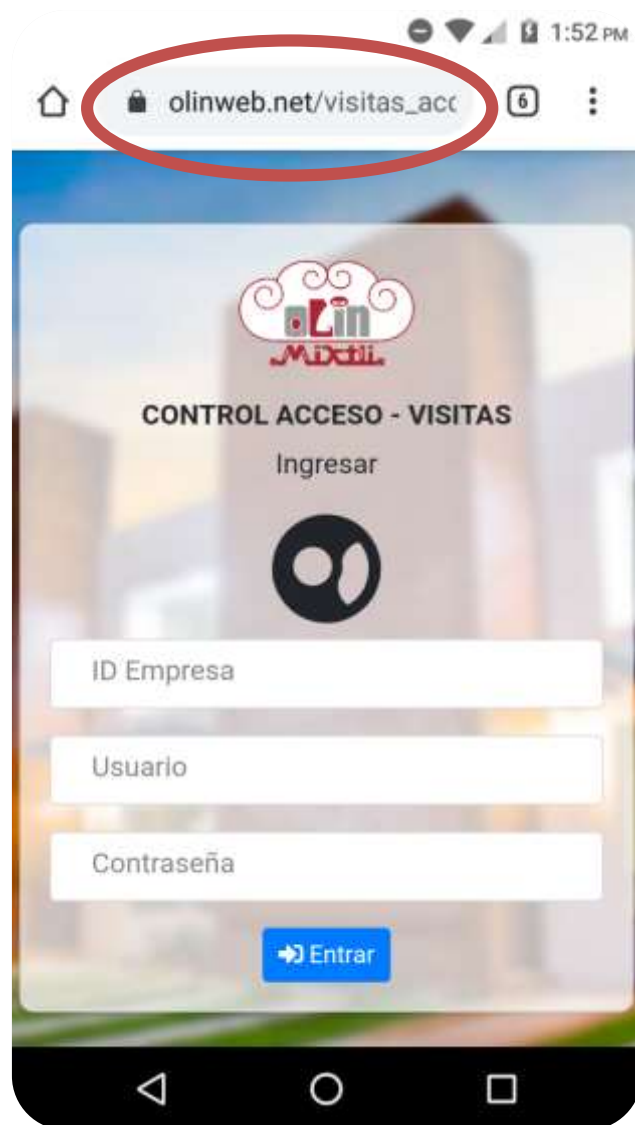 1:52 PM
olinweb.net/visitas_acc
6
oLin
Mixtli
CONTROL ACCESO - VISITAS
Ingresar
ID Empresa
Usuario
Contraseña
Entrar